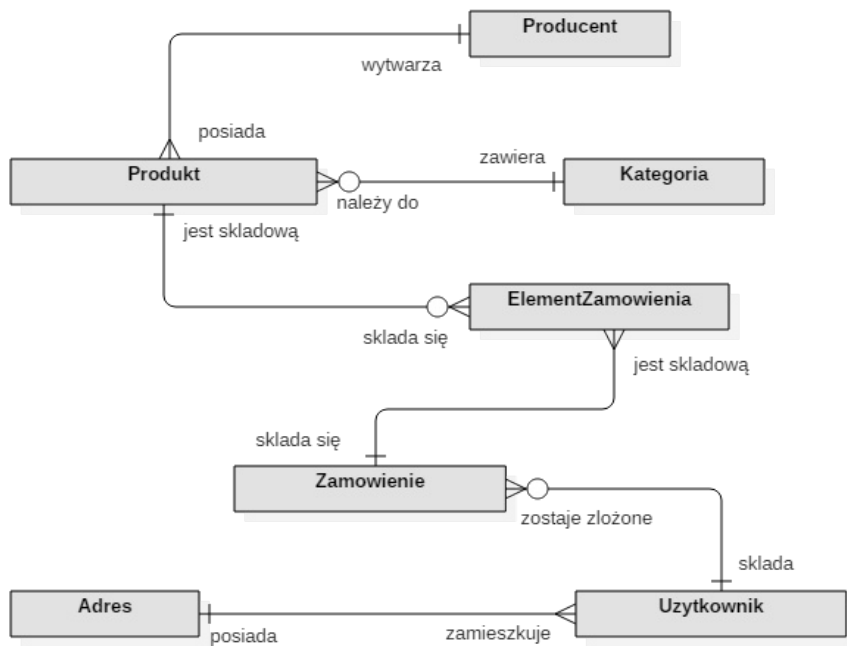 Producent
wytwarza
posiada
Produkt
zawiera
Kategoria
należy do
jest skladową
ElementZamowienia
sklada się
jest skladową
sklada się
Zamowienie
zostaje zlożone
sklada
Adres
Uzytkownik
posiada
zamieszkuje